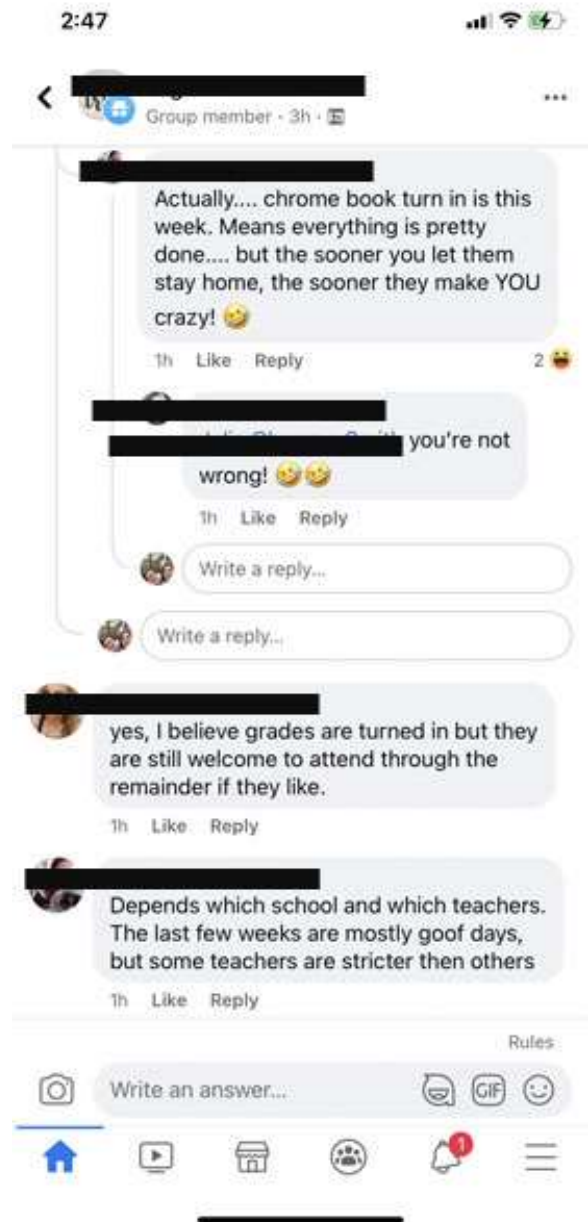 2:47
Group member · 3h ·
Actually.... chrome book turn in is this
week. Means everything is pretty
done.... but the sooner you let them
stay home, the sooner they make YOU
crazy! 🤣
1h Like Reply 2
you're not
wrong! 🤣🤣
1h Like Reply
Write a reply...
Write a reply...
yes, I believe grades are turned in but they
are still welcome to attend through the
remainder if they like.
1h Like Reply
Depends which school and which teachers.
The last few weeks are mostly goof days,
but some teachers are stricter then others
1h Like Reply
Rules
Write an answer...
GIF
1